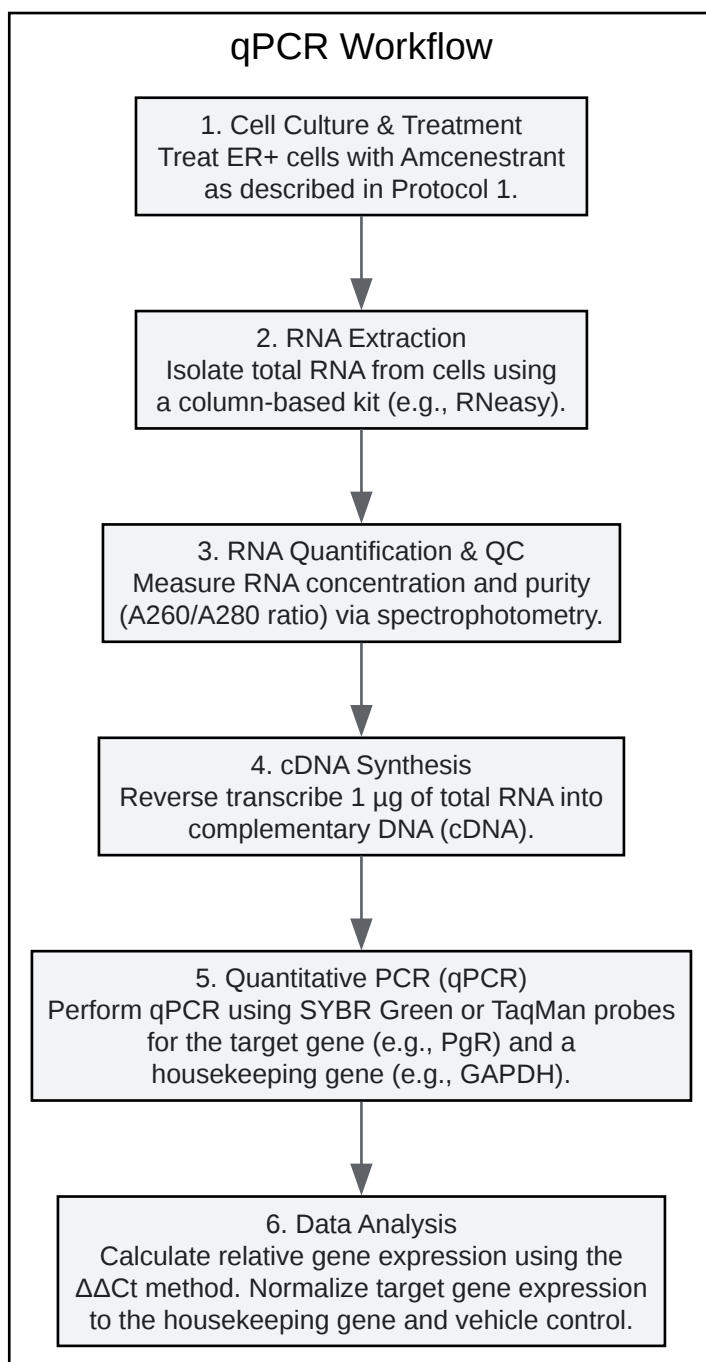 qPCR Workflow
1. Cell Culture & Treatment
Treat ER+ cells with Amcenestrant
as described in Protocol 1.
2. RNA Extraction
Isolate total RNA from cells using
a column-based kit (e.g., RNeasy).
3. RNA Quantification & QC
Measure RNA concentration and purity
(A260/A280 ratio) via spectrophotometry.
4. cDNA Synthesis
Reverse transcribe 1 µg of total RNA into
complementary DNA (cDNA).
5. Quantitative PCR (qPCR)
Perform qPCR using SYBR Green or TaqMan probes
for the target gene (e.g., PgR) and a
housekeeping gene (e.g., GAPDH).
6. Data Analysis
Calculate relative gene expression using the
ΔΔCt method. Normalize target gene expression
to the housekeeping gene and vehicle control.